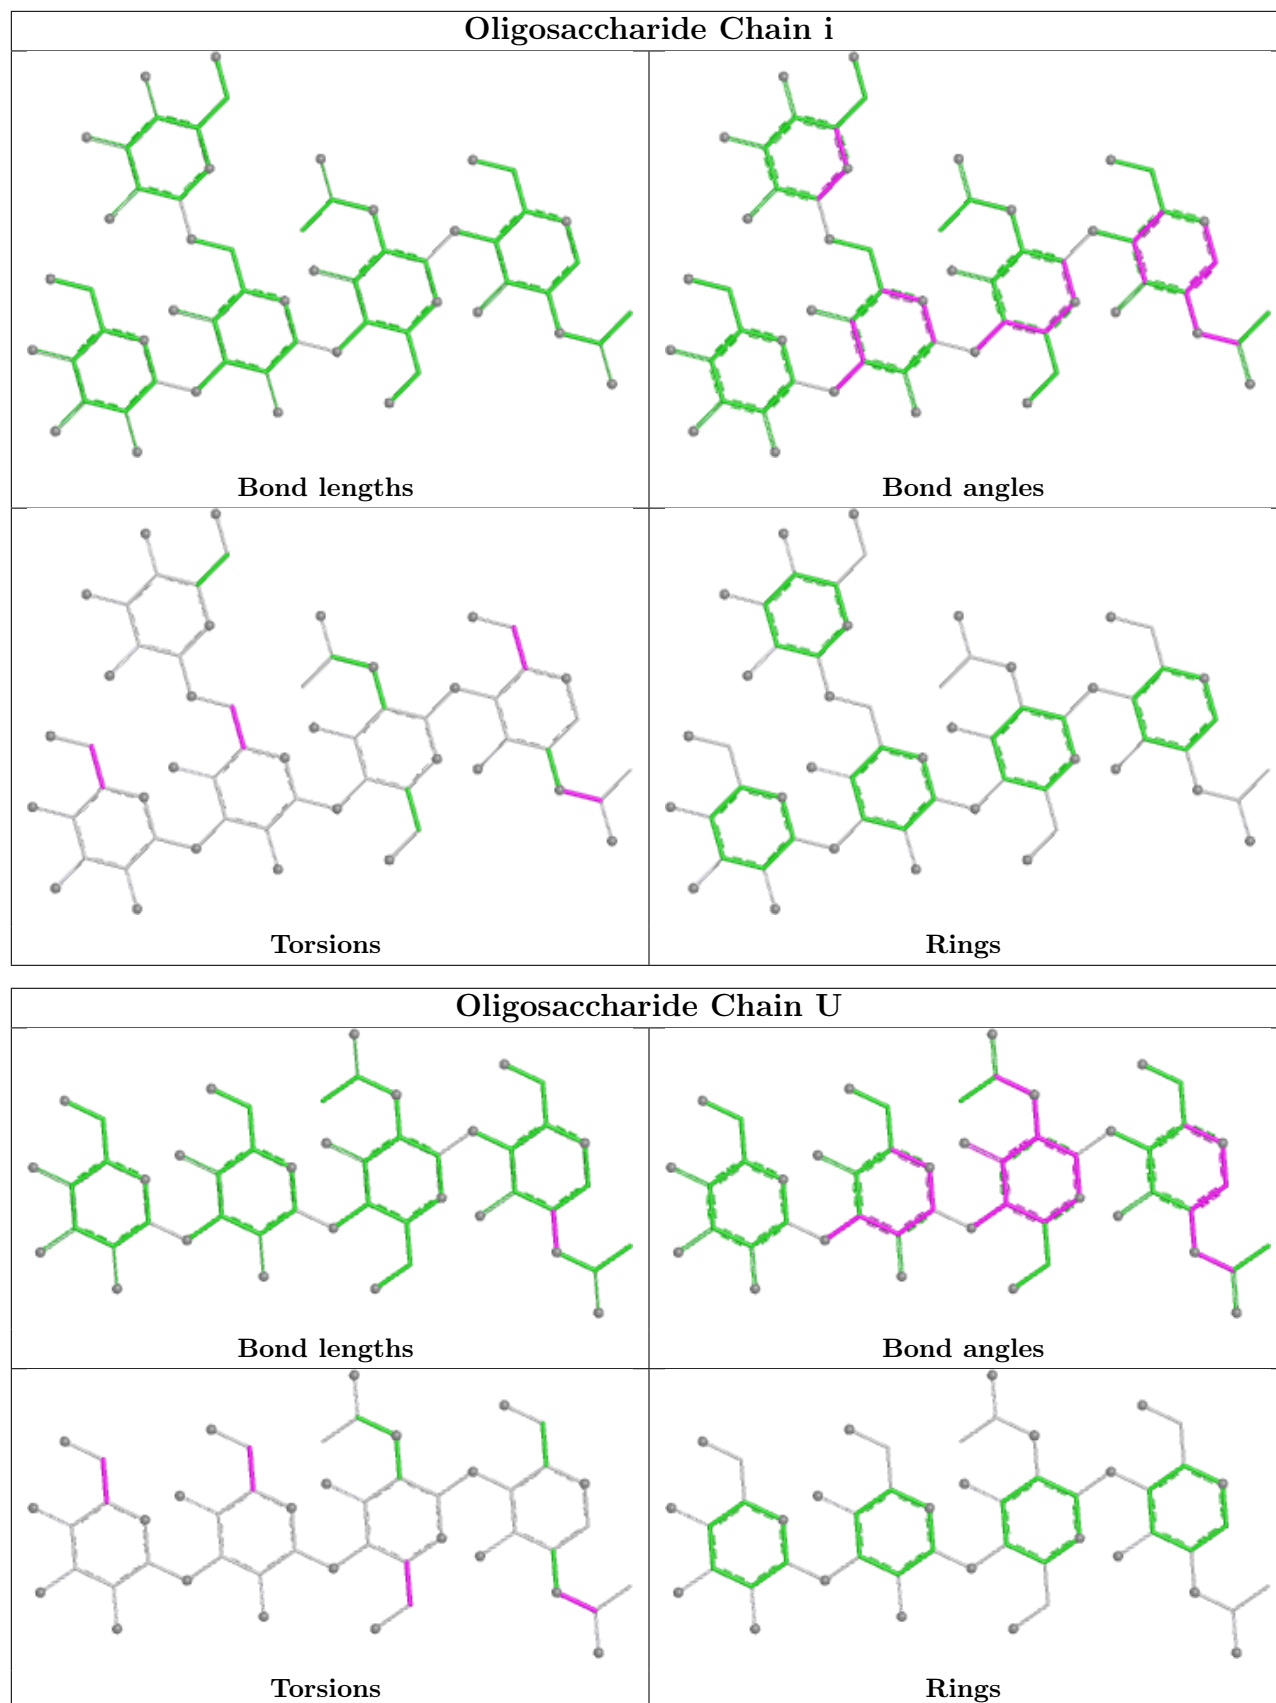 Oligosaccharide Chain i
Bond lengths
Bond angles
Torsions
Rings
Oligosaccharide Chain U
Bond lengths
Bond angles
Torsions
Rings